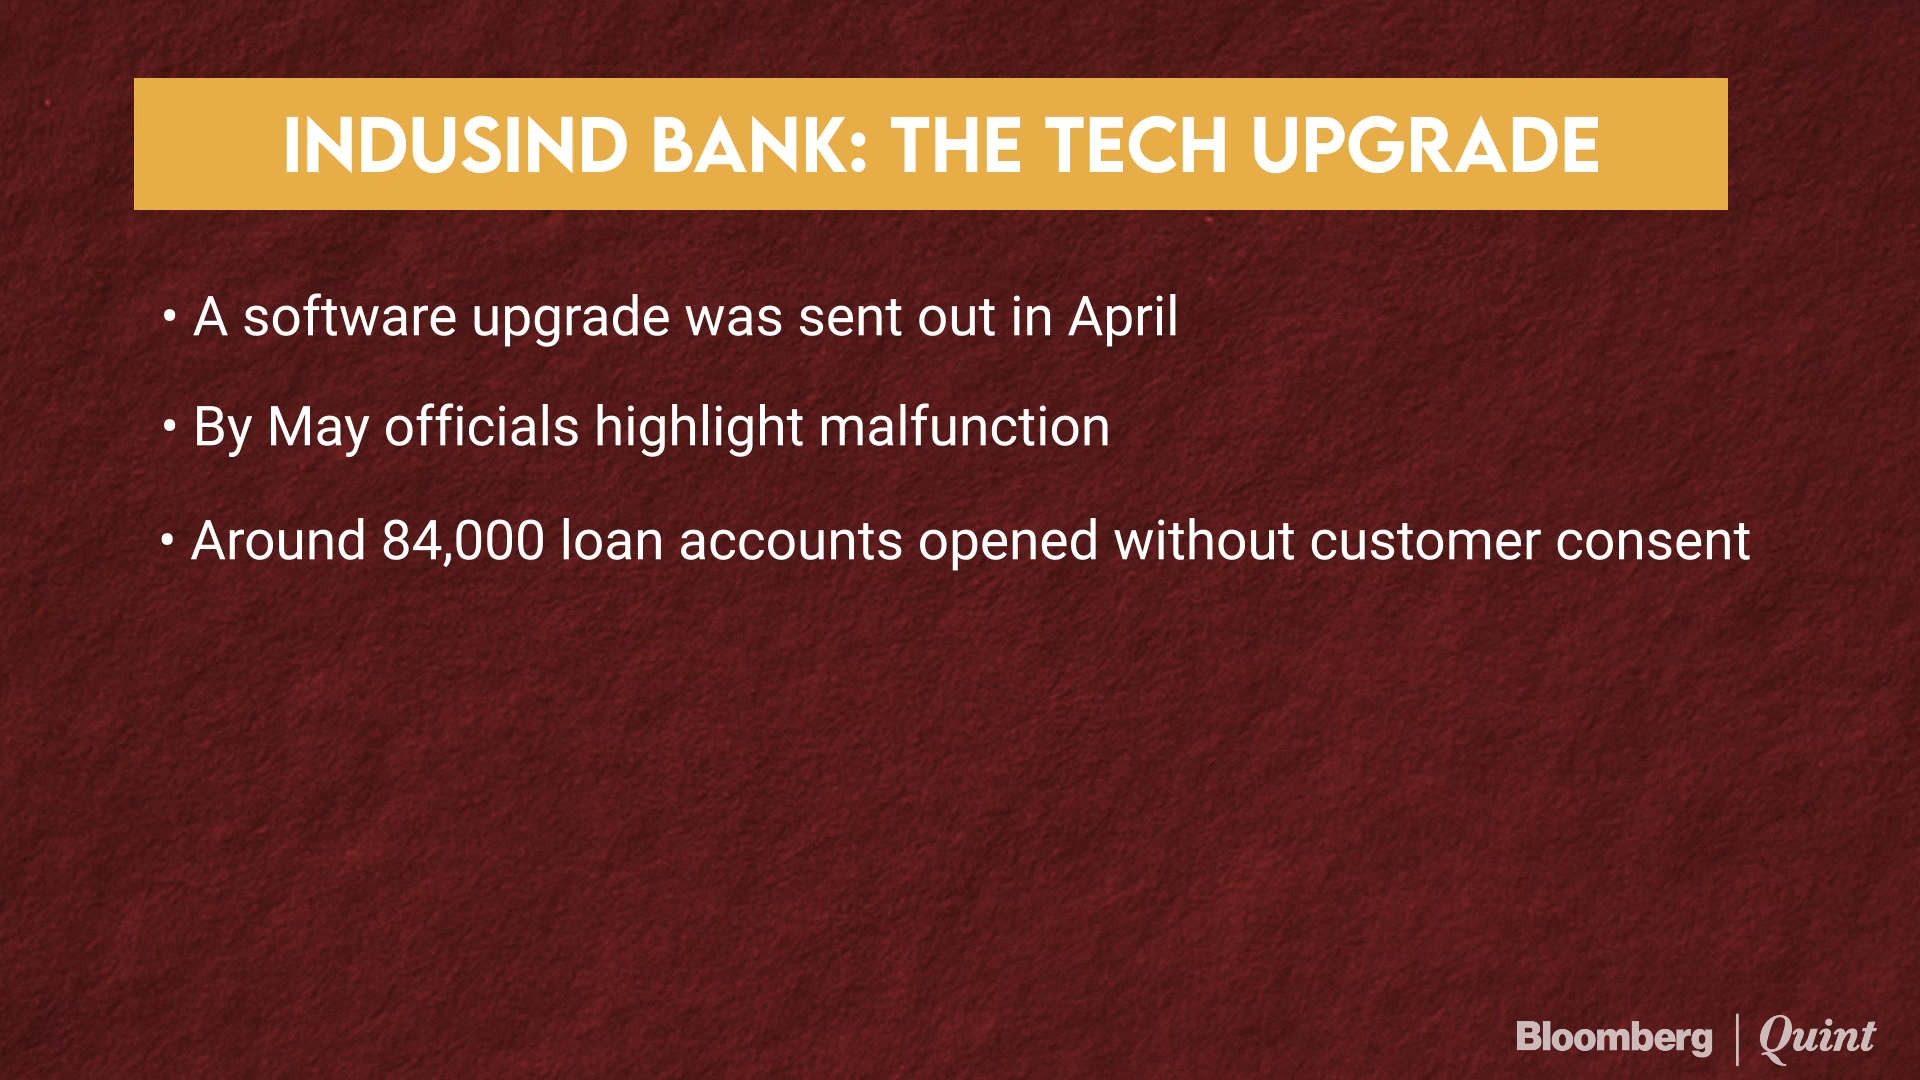 INDUSIND BANK: THE TECH UPGRADE
• A software upgrade was sent out in April
• By May officials highlight malfunction
• Around 84,000 loan accounts opened without customer consent
Bloomberg | Quint